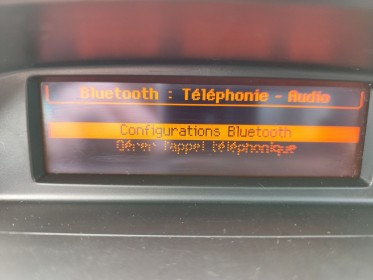 Bluetooth : Téléphonie - Audio
Configurations Bluetooth
Gérer l'appel téléphonique